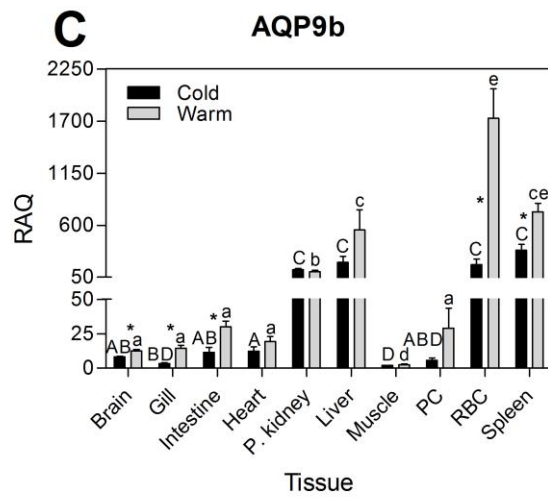 C
AQP9b
2250
1700
1150
600
50
50
25
0
RAQ
Cold
Warm
AB * a
BD * a
AB * a
A a
C b
C c
D d
ABD a
C * e
C * ce
Brain
Gill
Intestine
Heart
P. kidney
Liver
Muscle
PC
RBC
Spleen
Tissue